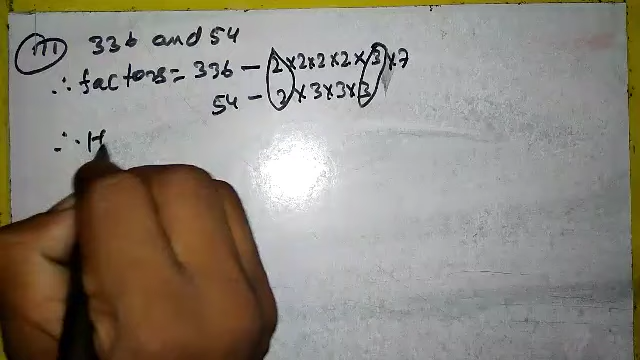 (iii) 336 and 54
∴ factors = 336 - 2×2×2×2×3×7
54 - 2×3×3×3
∴ H